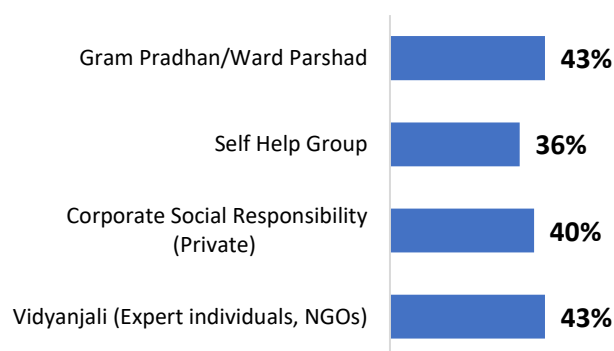 Gram Pradhan/Ward Parshad
43%
Self Help Group
36%
Corporate Social Responsibility
(Private)
40%
Vidyanjali (Expert individuals, NGOs)
43%